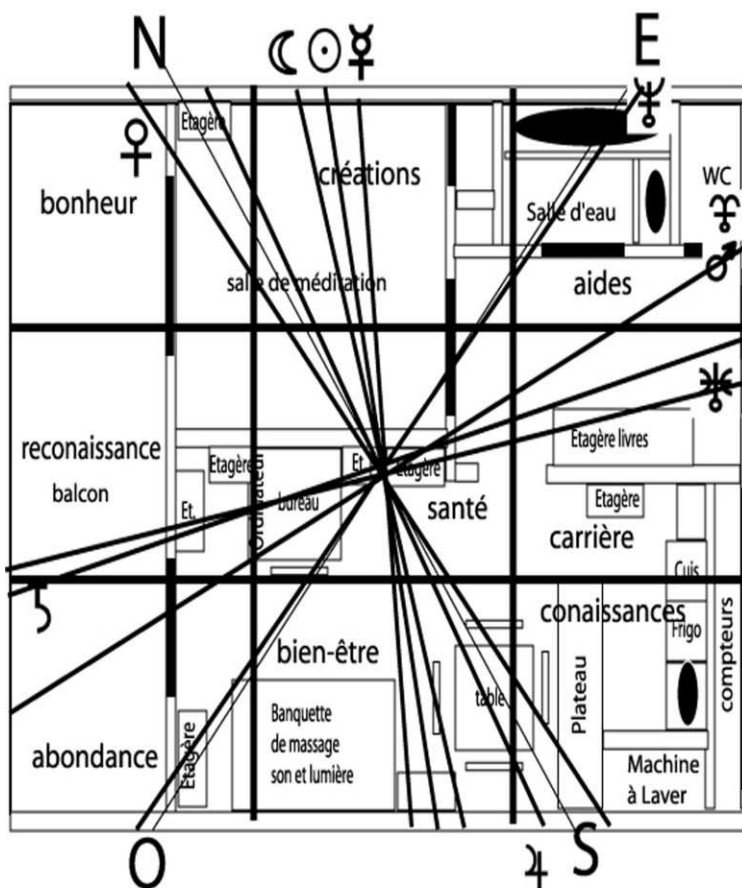 N
E
Etagère
créations
bonheur
WC
Salle d'eau
salle de méditation
aides
reconaissance
balcon
Etagère livres
Etagère
Et.
Etagère
Ordinateur
bureau
Et.
santé
Etagère
carrière
Cuis
conaissances
Frigo
compteurs
bien-être
Plateau
table
Banquette
de massage
son et lumière
abondance
Etagère
Machine
à Laver
O
S